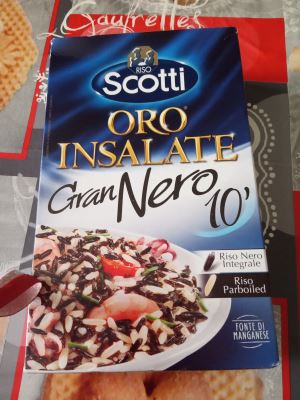 Gaufrettes
RISO
Scotti
ORO
INSALATE
Gran Nero
10'
Riso Nero
Integrale
Riso
Parboiled
FONTE DI
MANGANESE